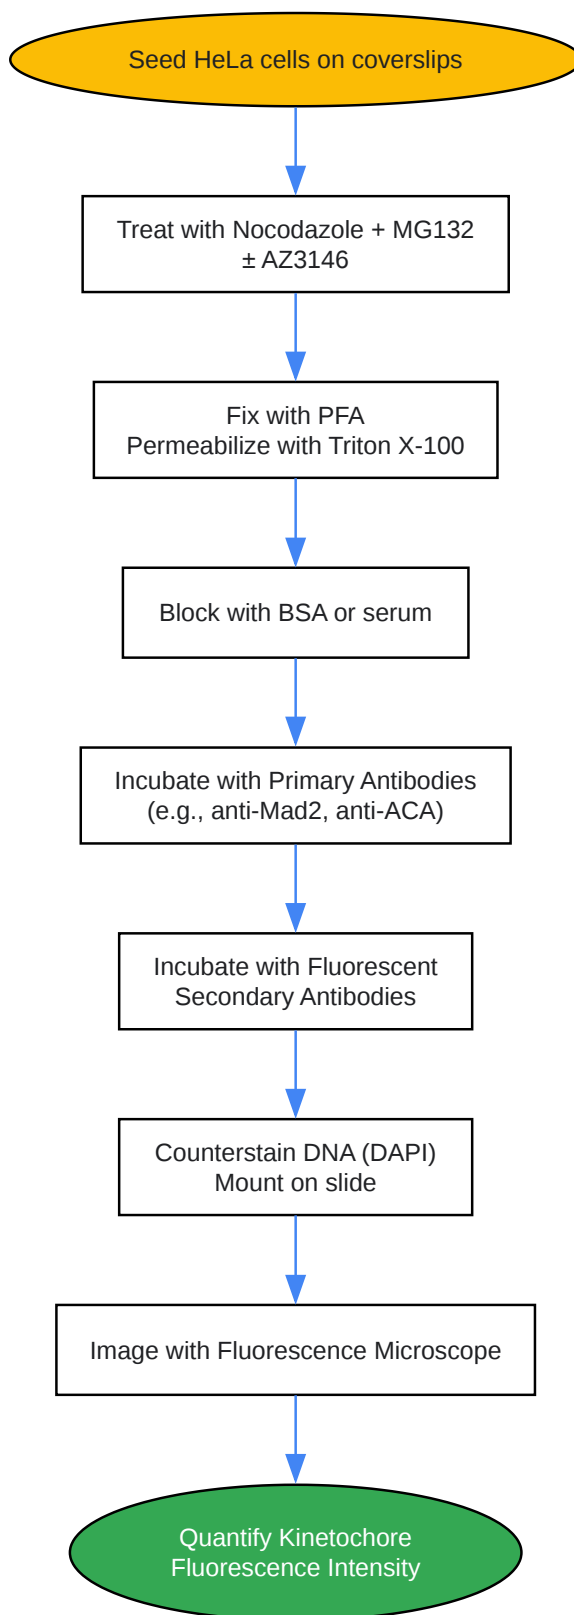 Seed HeLa cells on coverslips
Treat with Nocodazole + MG132
± AZ3146
Fix with PFA
Permeabilize with Triton X-100
Block with BSA or serum
Incubate with Primary Antibodies
(e.g., anti-Mad2, anti-ACA)
Incubate with Fluorescent
Secondary Antibodies
Counterstain DNA (DAPI)
Mount on slide
Image with Fluorescence Microscope
Quantify Kinetochore
Fluorescence Intensity